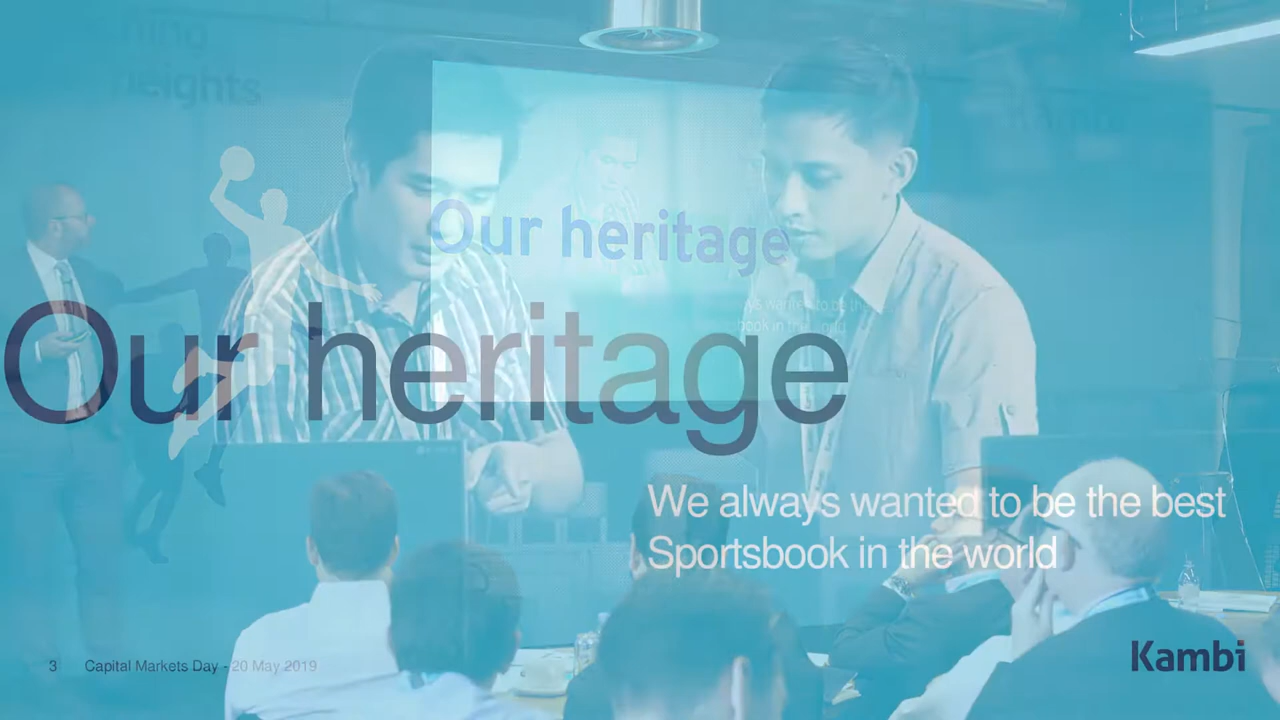 Our heritage
Our heritage
We always wanted to be the best
Sportsbook in the world
3 Capital Markets Day - 20 May 2019
Kambi